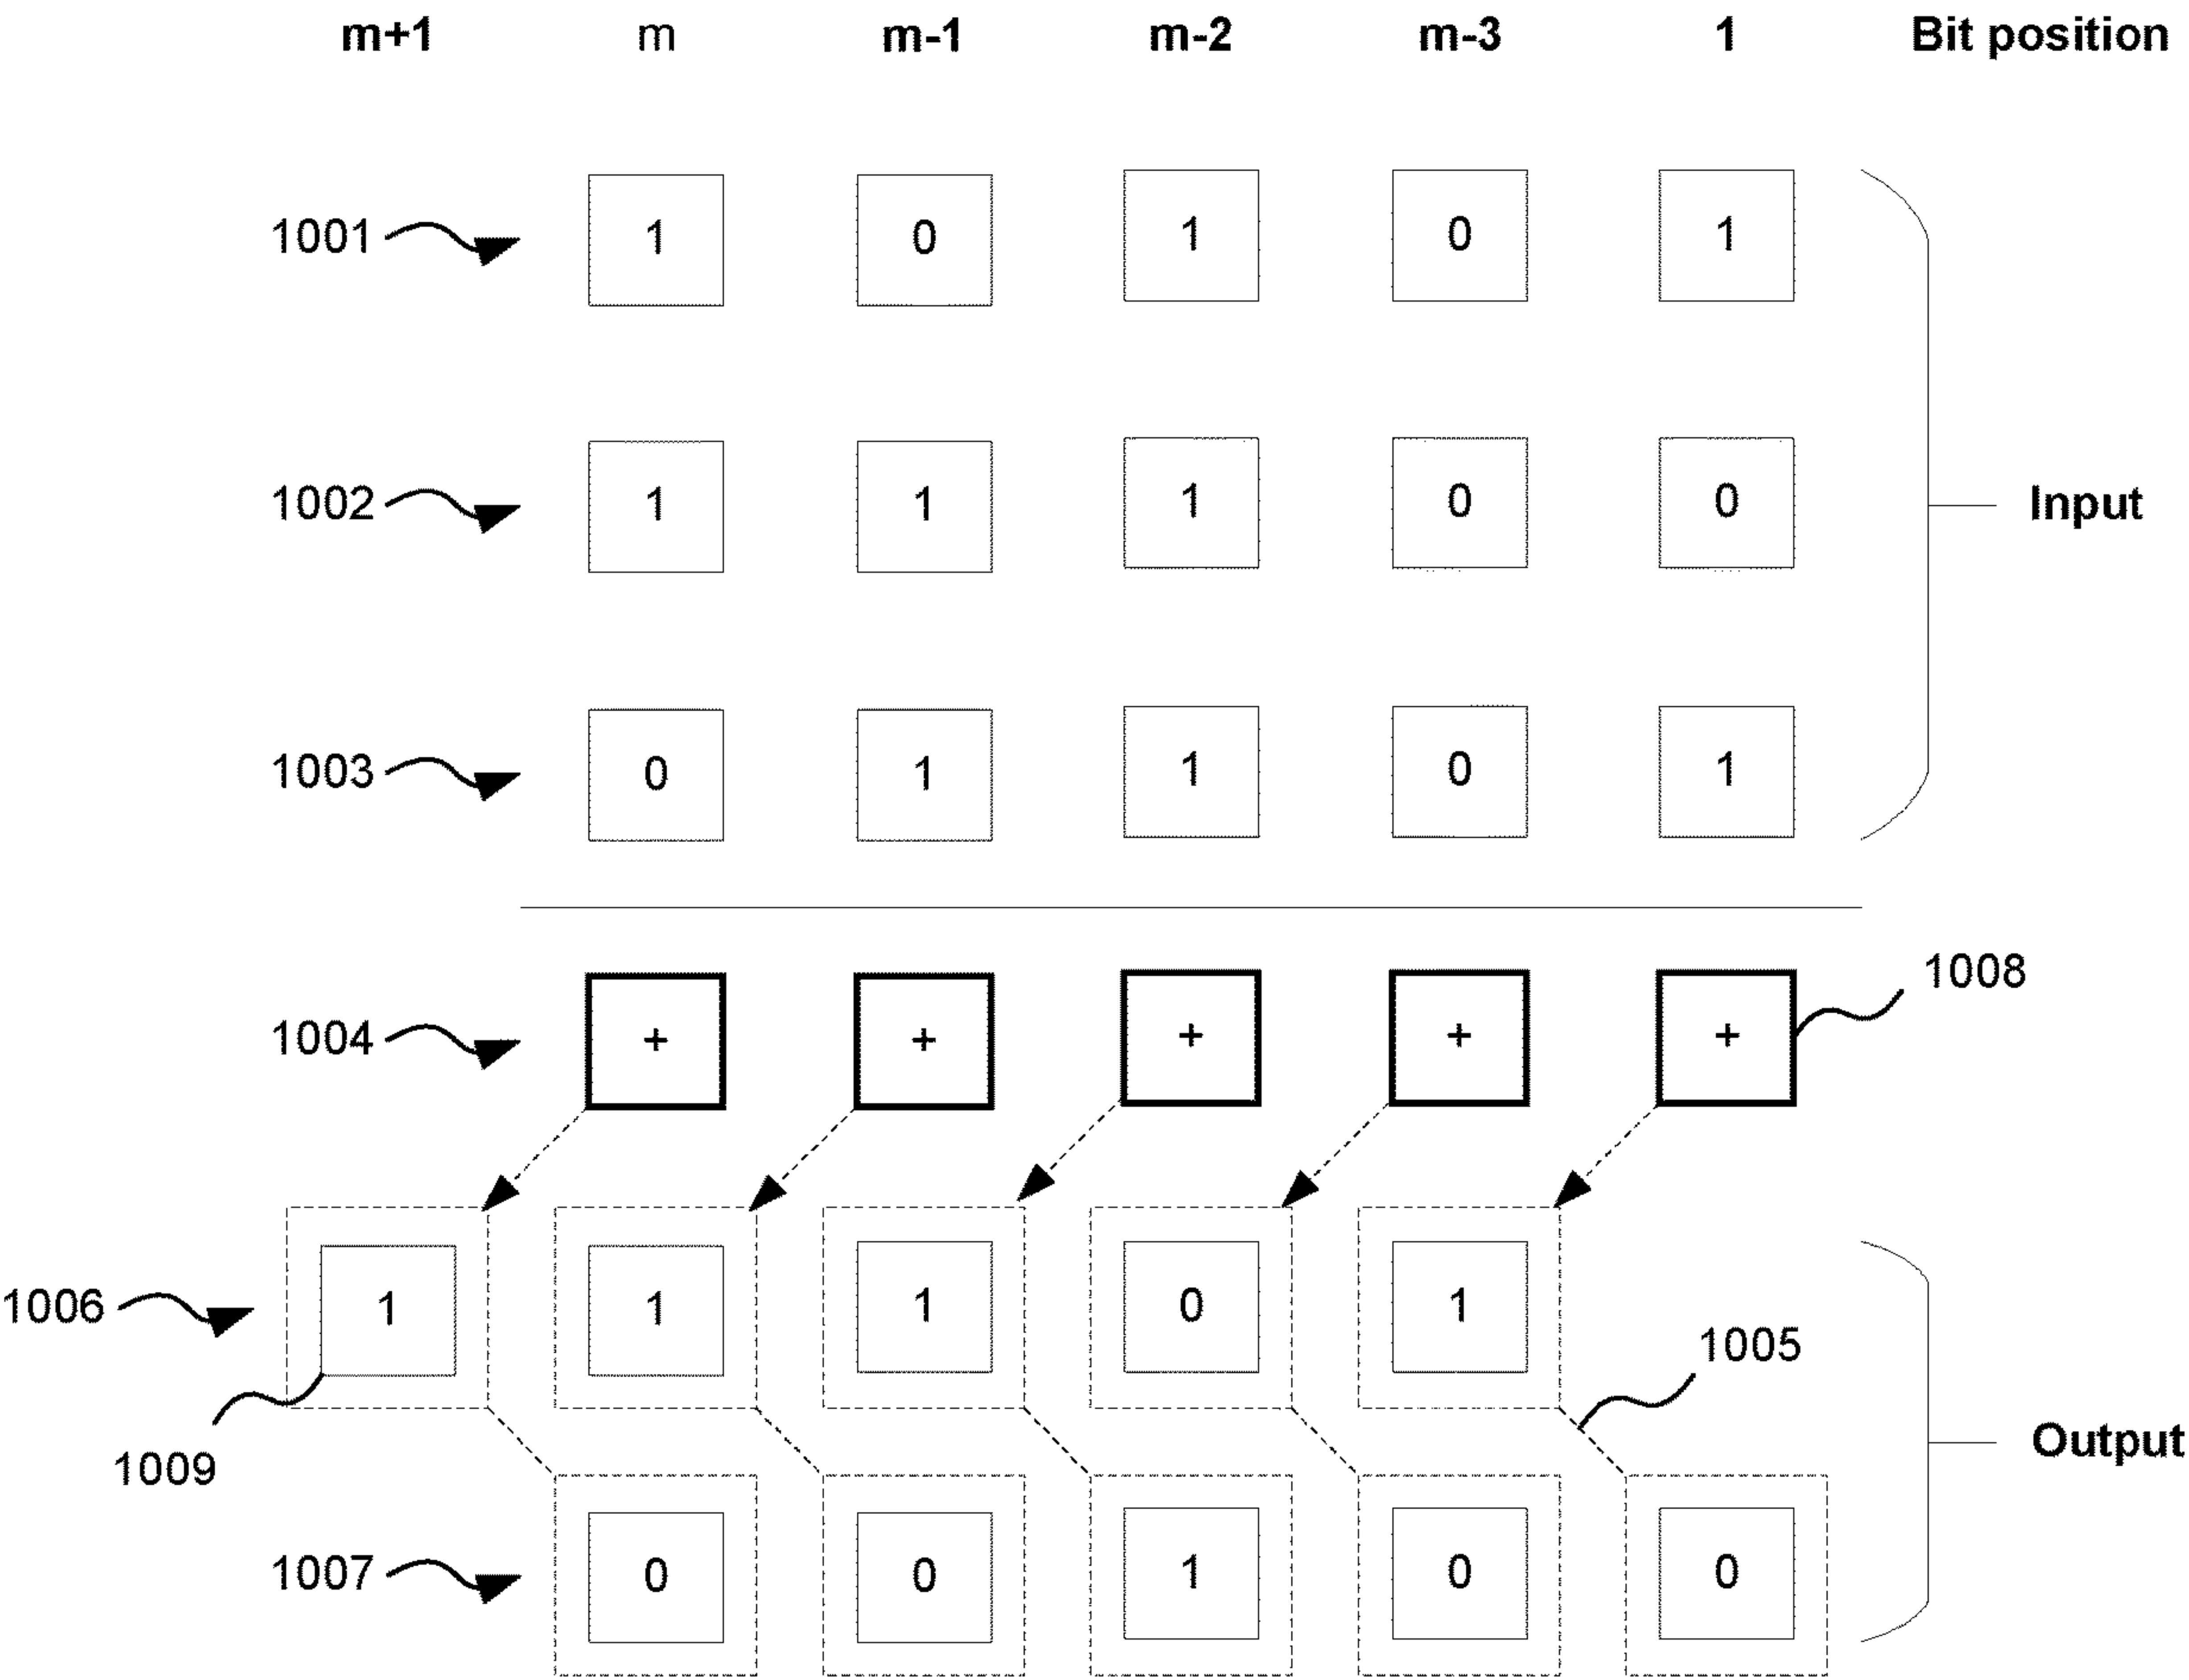 m+1 m m-1 m-2 m-3 1 Bit position
1001 1 0 1 0 1
1002 1 1 1 0 0 Input
1003 0 1 1 0 1
1008
1004 + + + + +
1006 1 1 1 0 1
1005
1009 Output
1007 0 0 1 0 0